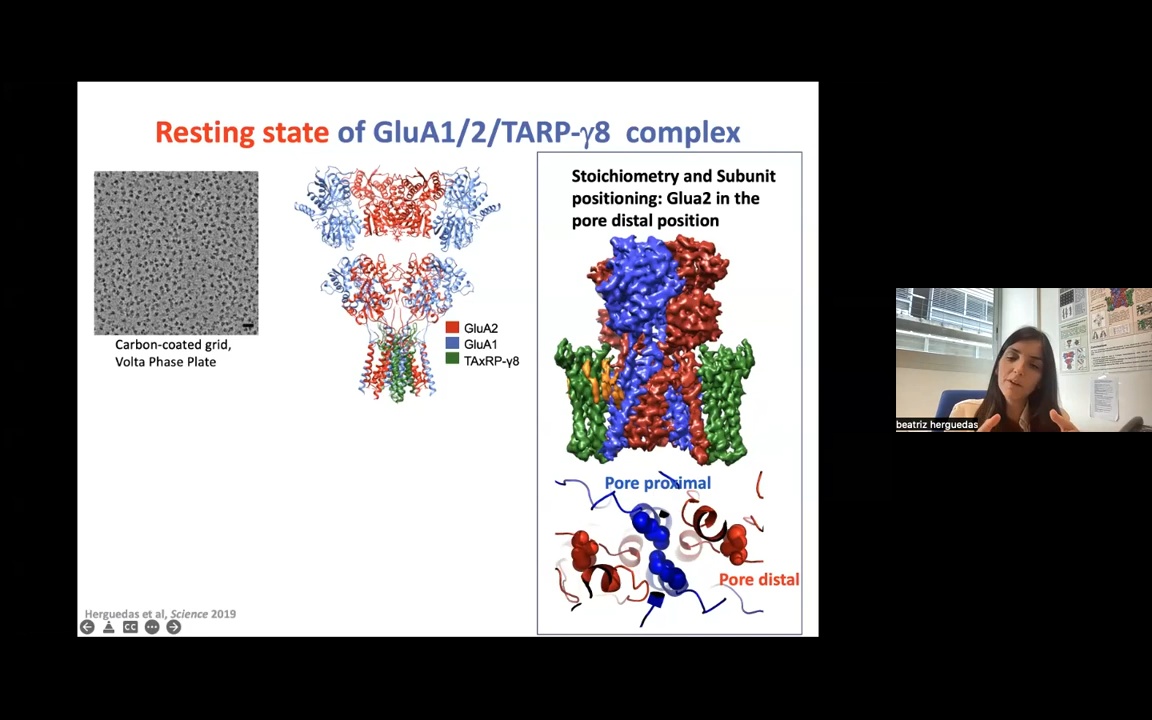 Resting state of GluA1/2/TARP-γ8 complex
Carbon-coated grid,
Volta Phase Plate
GluA2
GluA1
TAxRP-γ8
Stoichiometry and Subunit
positioning: Glua2 in the
pore distal position
Pore proximal
Pore distal
Herguedas et al, Science 2019
CC
beatriz herguedas